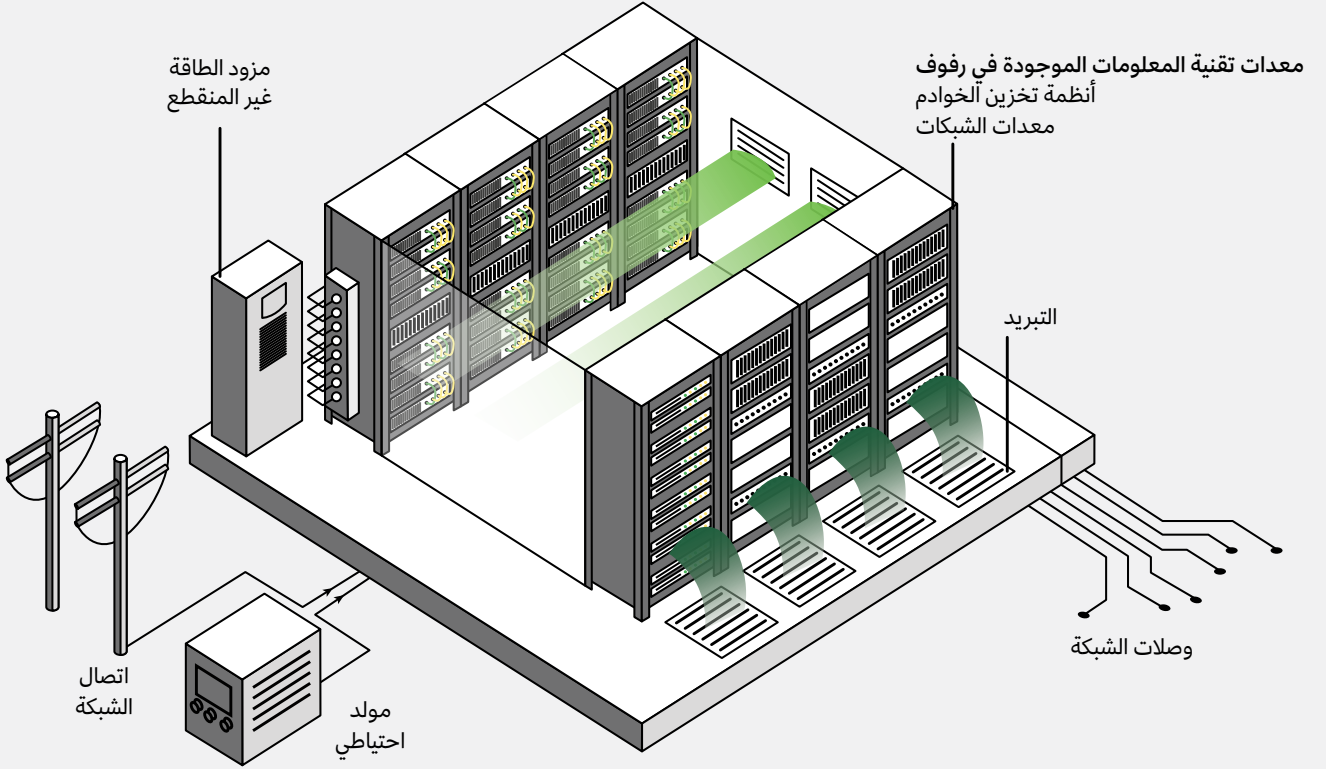 معدات تقنية المعلومات الموجودة في رفوف
أنظمة تخزين الخوادم
معدات الشبكات
مزود الطاقة
غير المنقطع
التبريد
وصلات الشبكة
اتصال
الشبكة
مولد
احتياطي